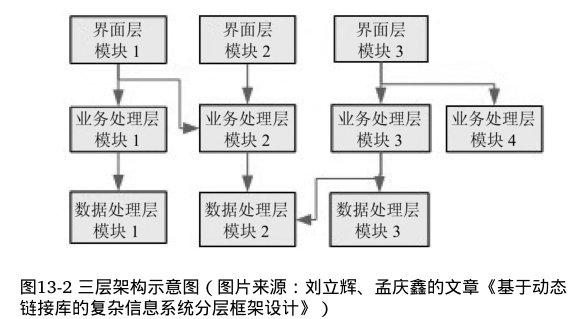 界面层
模块 1
界面层
模块 2
界面层
模块 3
业务处理层
模块 1
业务处理层
模块 2
业务处理层
模块 3
业务处理层
模块 4
数据处理层
模块 1
数据处理层
模块 2
数据处理层
模块 3
图13-2 三层架构示意图（图片来源：刘立辉、孟庆鑫的文章《基于动态
链接库的复杂信息系统分层框架设计》）